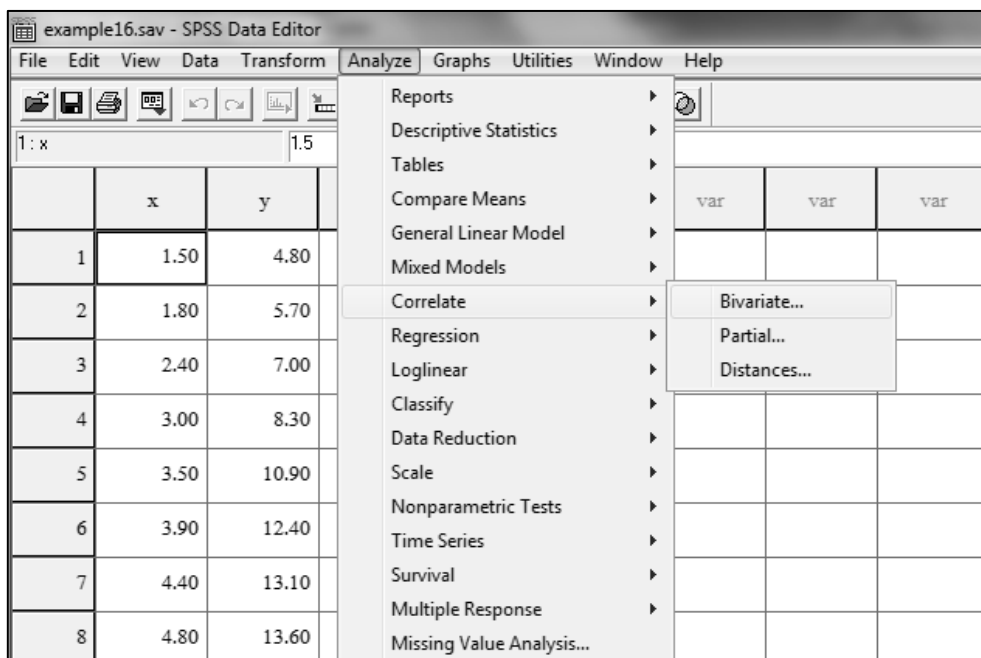 example16.sav - SPSS Data Editor
File Edit View Data Transform Analyze Graphs Utilities Window Help
1 : x 1.5
x y var var var
1 1.50 4.80
2 1.80 5.70
3 2.40 7.00
4 3.00 8.30
5 3.50 10.90
6 3.90 12.40
7 4.40 13.10
8 4.80 13.60
Reports
Descriptive Statistics
Tables
Compare Means
General Linear Model
Mixed Models
Correlate
Regression
Loglinear
Classify
Data Reduction
Scale
Nonparametric Tests
Time Series
Survival
Multiple Response
Missing Value Analysis...
Bivariate...
Partial...
Distances...